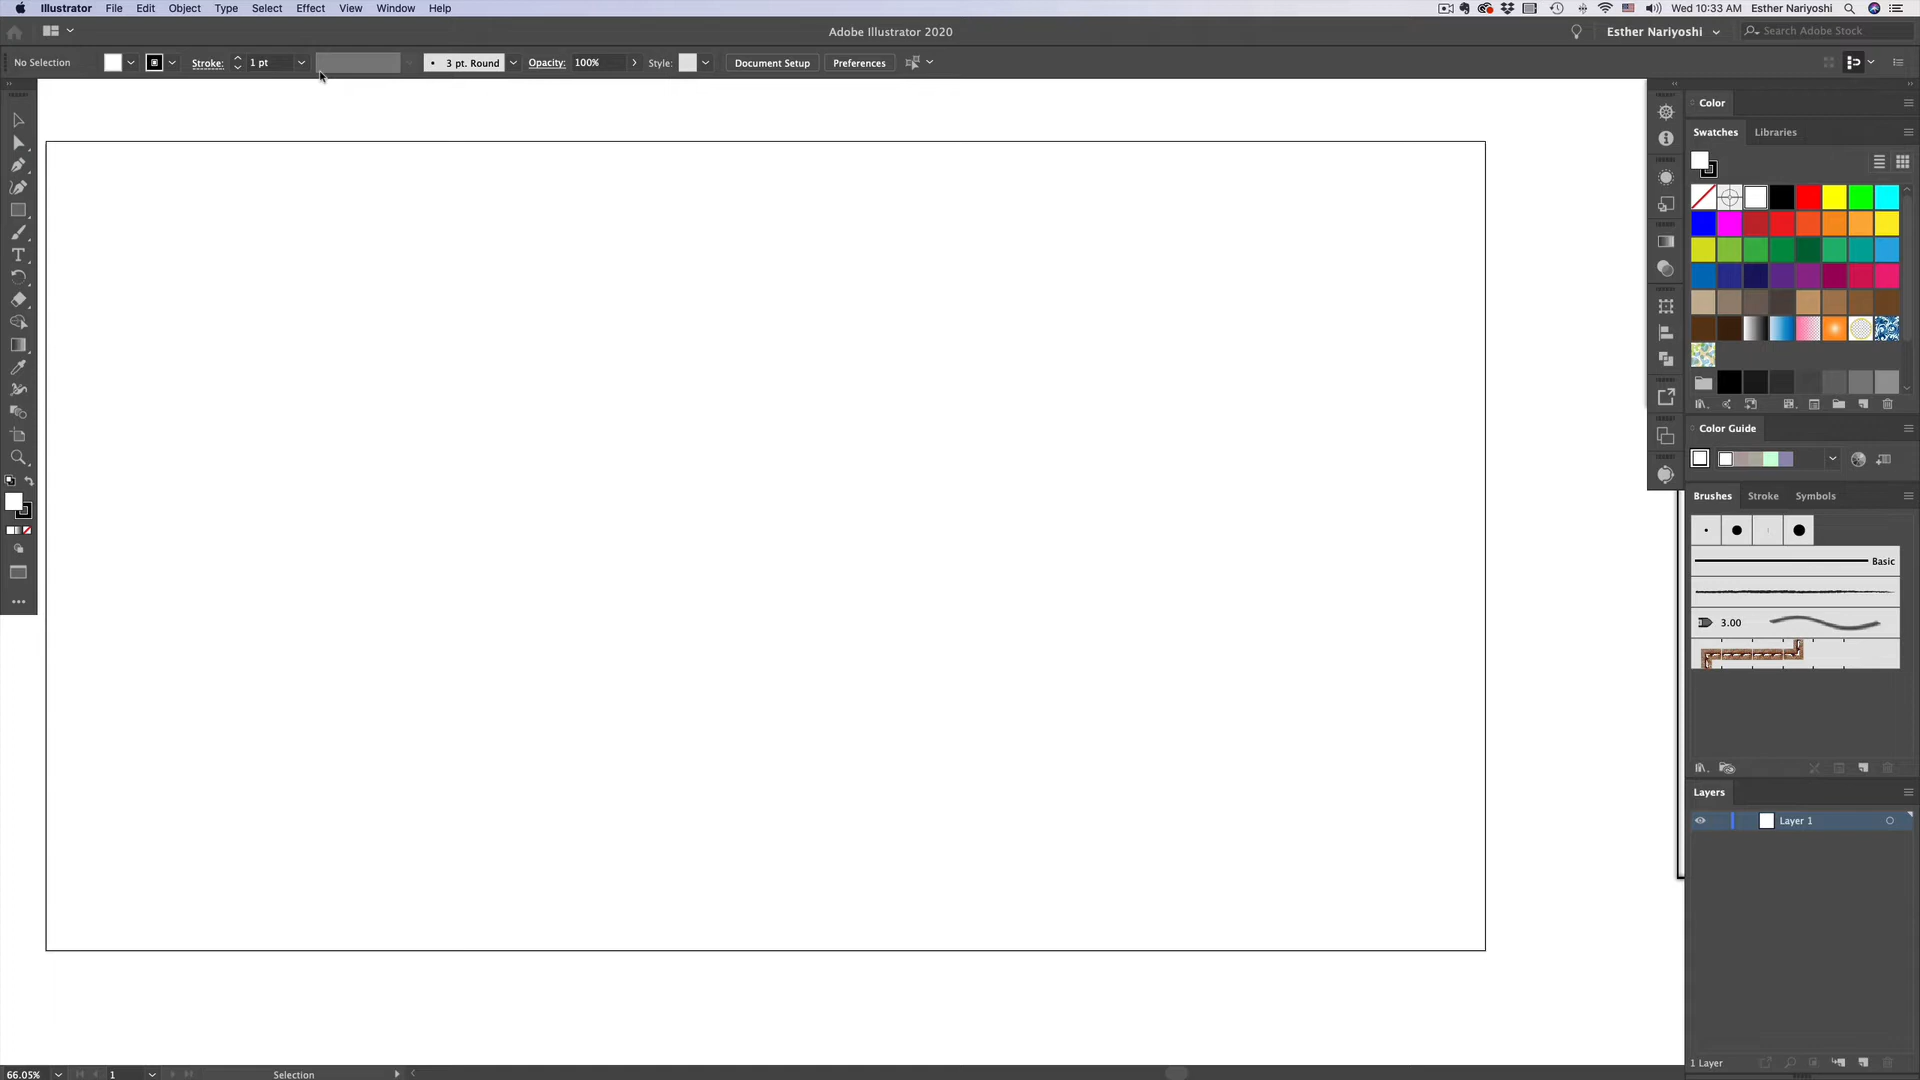 Illustrator File Edit Object Type Select Effect View Window Help
Wed 10:33 AM Esther Nariyoshi
Adobe Illustrator 2020
Esther Nariyoshi
Search Adobe Stock
No Selection
Stroke: 1 pt
3 pt. Round
Opacity: 100%
Style:
Document Setup
Preferences
Color
Swatches Libraries
Color Guide
Brushes Stroke Symbols
Basic
3.00
Layers
Layer 1
1 Layer
66.05%
1
Selection